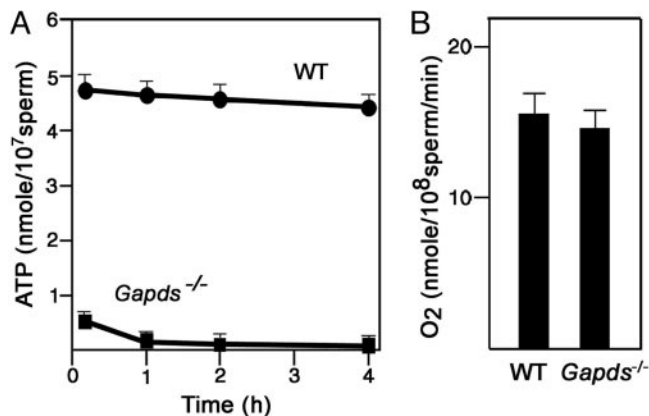 A
6
5
4
3
2
1
ATP (nmole/10⁷sperm)
WT
Gapds -/-
0 1 2 3 4
Time (h)
B
20
10
O2 (nmole/10⁸sperm/min)
WT Gapds-/-